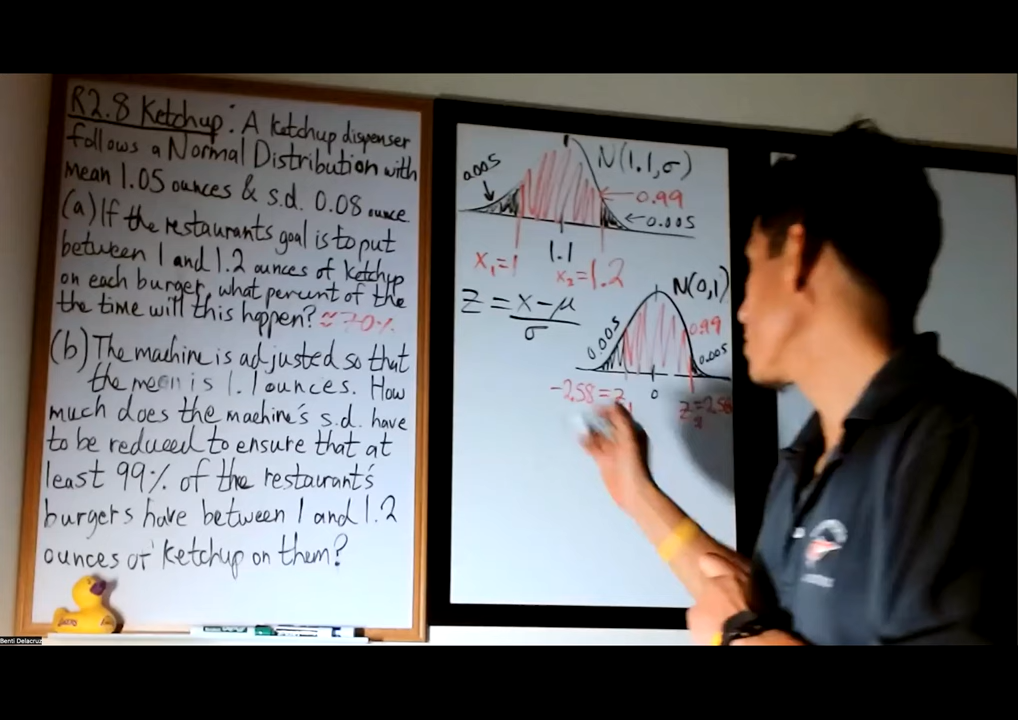 R2.8 Ketchup: A ketchup dispenser
follows a Normal Distribution with
mean 1.05 ounces & s.d. 0.08 ounce.
(a) If the restaurants goal is to put
between 1 and 1.2 ounces of ketchup
on each burger, what percent of the
the time will this happen? ≈70%
(b) The machine is adjusted so that
the mean is 1.1 ounces. How
much does the machine's s.d. have
to be reduced to ensure that at
least 99% of the restaurant's
burgers have between 1 and 1.2
ounces of ketchup on them?
Benti Delacruz
0.005
N(1.1,σ)
0.99
0.005
1.1
x₁=1
x₂=1.2
z = x-μ
σ
N(0,1)
0.005
0.99
0.005
-2.58=z₁
0
z₂=2.58